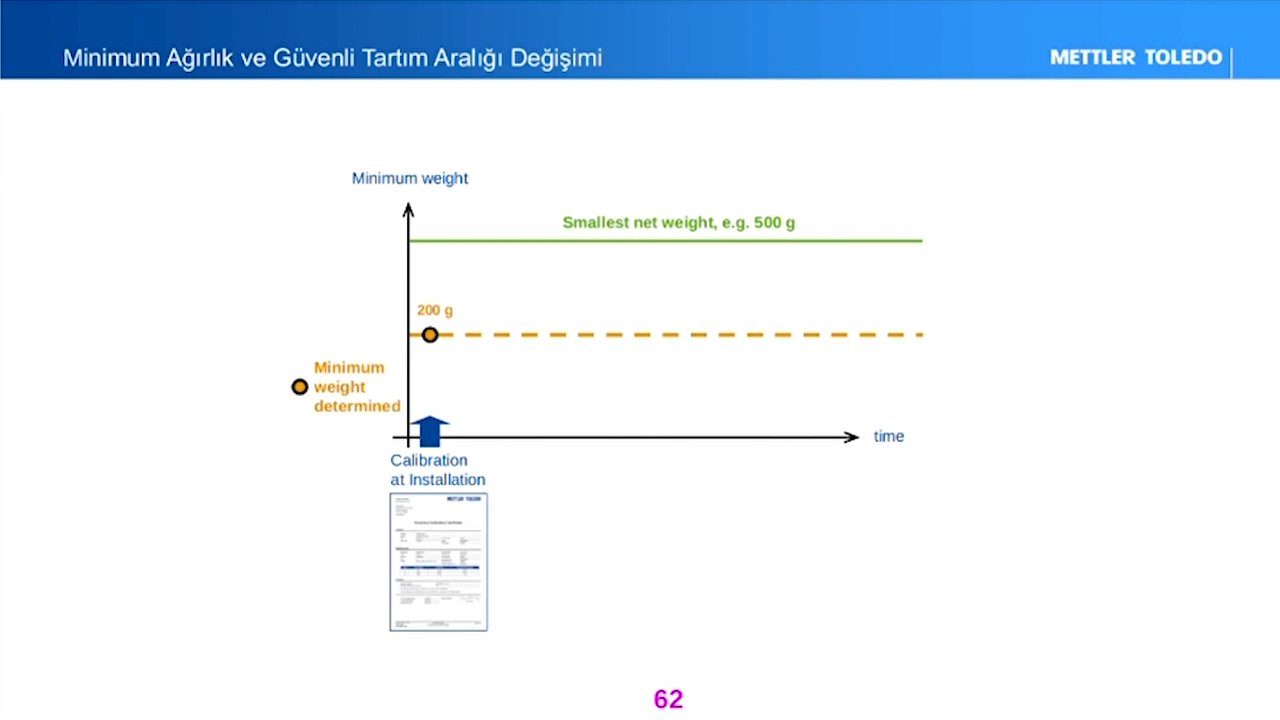 Minimum Ağırlık ve Güvenli Tartım Aralığı Değişimi
METTLER TOLEDO
Minimum weight
Smallest net weight, e.g. 500 g
200 g
Minimum
weight
determined
time
Calibration
at Installation
METTLER TOLEDO
62